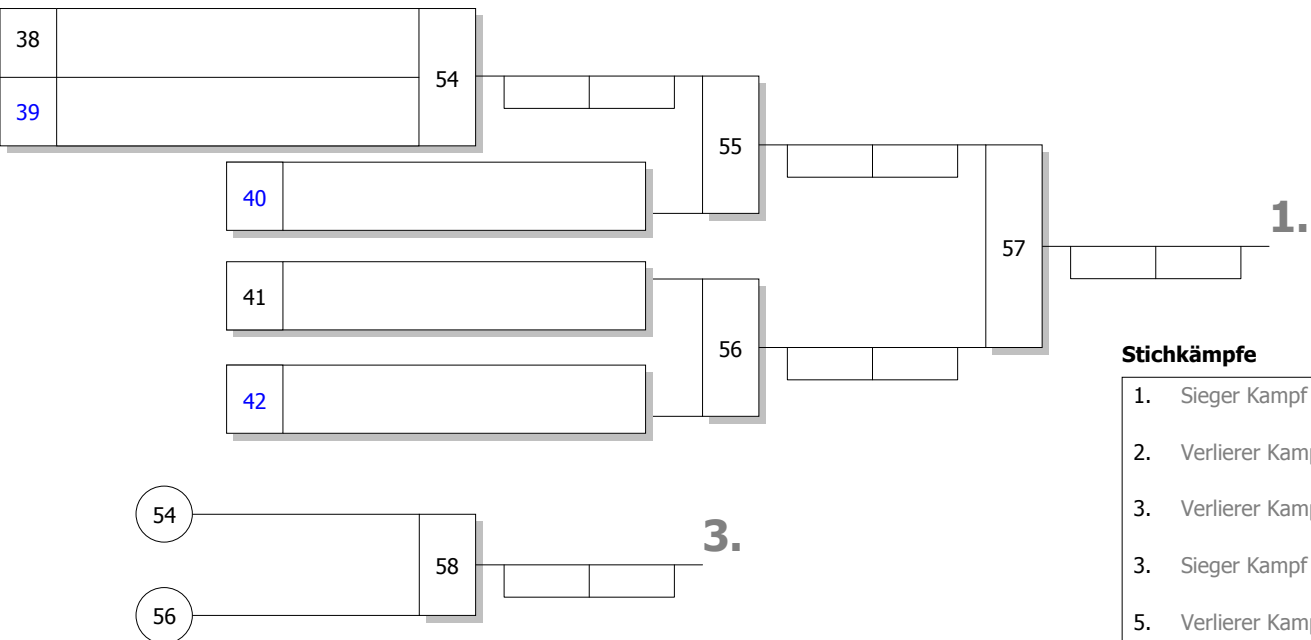 38
39
54
55
40
57
1.
41
42
56
Stichkämpfe
1. Sieger Kampf
2. Verlierer Kamp
3. Verlierer Kamp
3. Sieger Kampf
5. Verlierer Kamp
54
56
58
3.